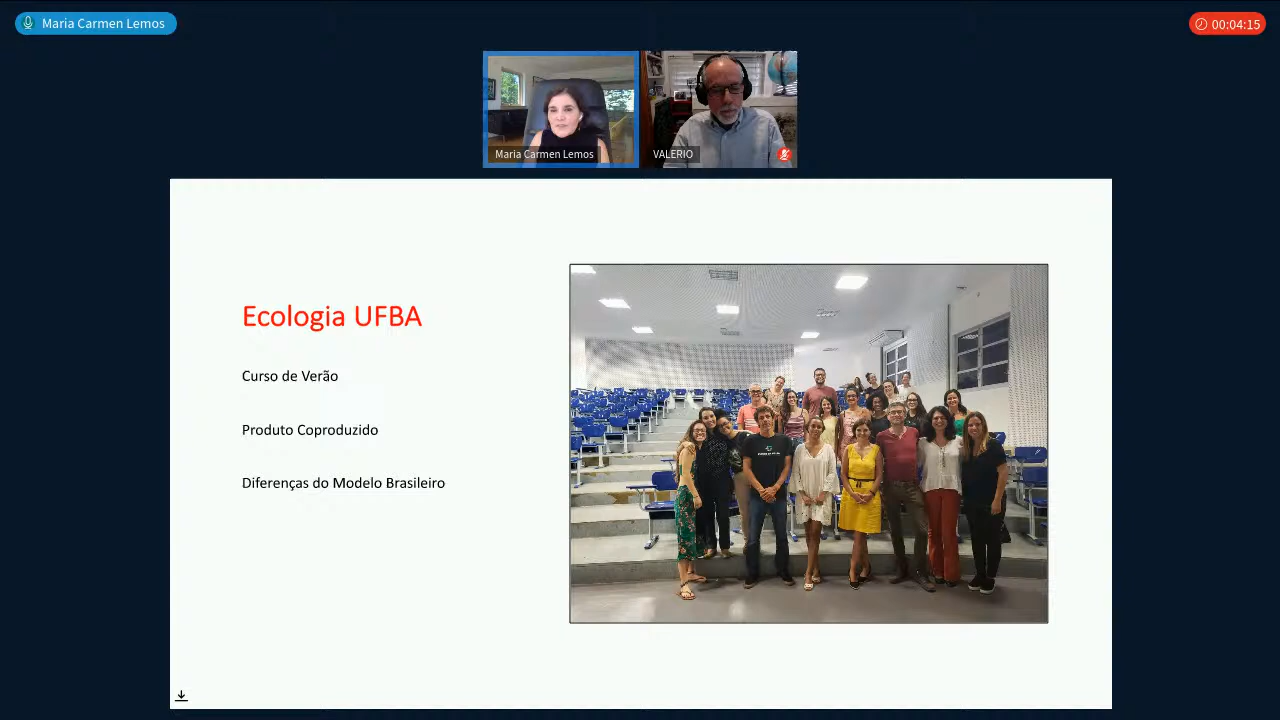 Maria Carmen Lemos
00:04:15
Maria Carmen Lemos
VALERIO
Ecologia UFBA
Curso de Verão
Produto Coproduzido
Diferenças do Modelo Brasileiro